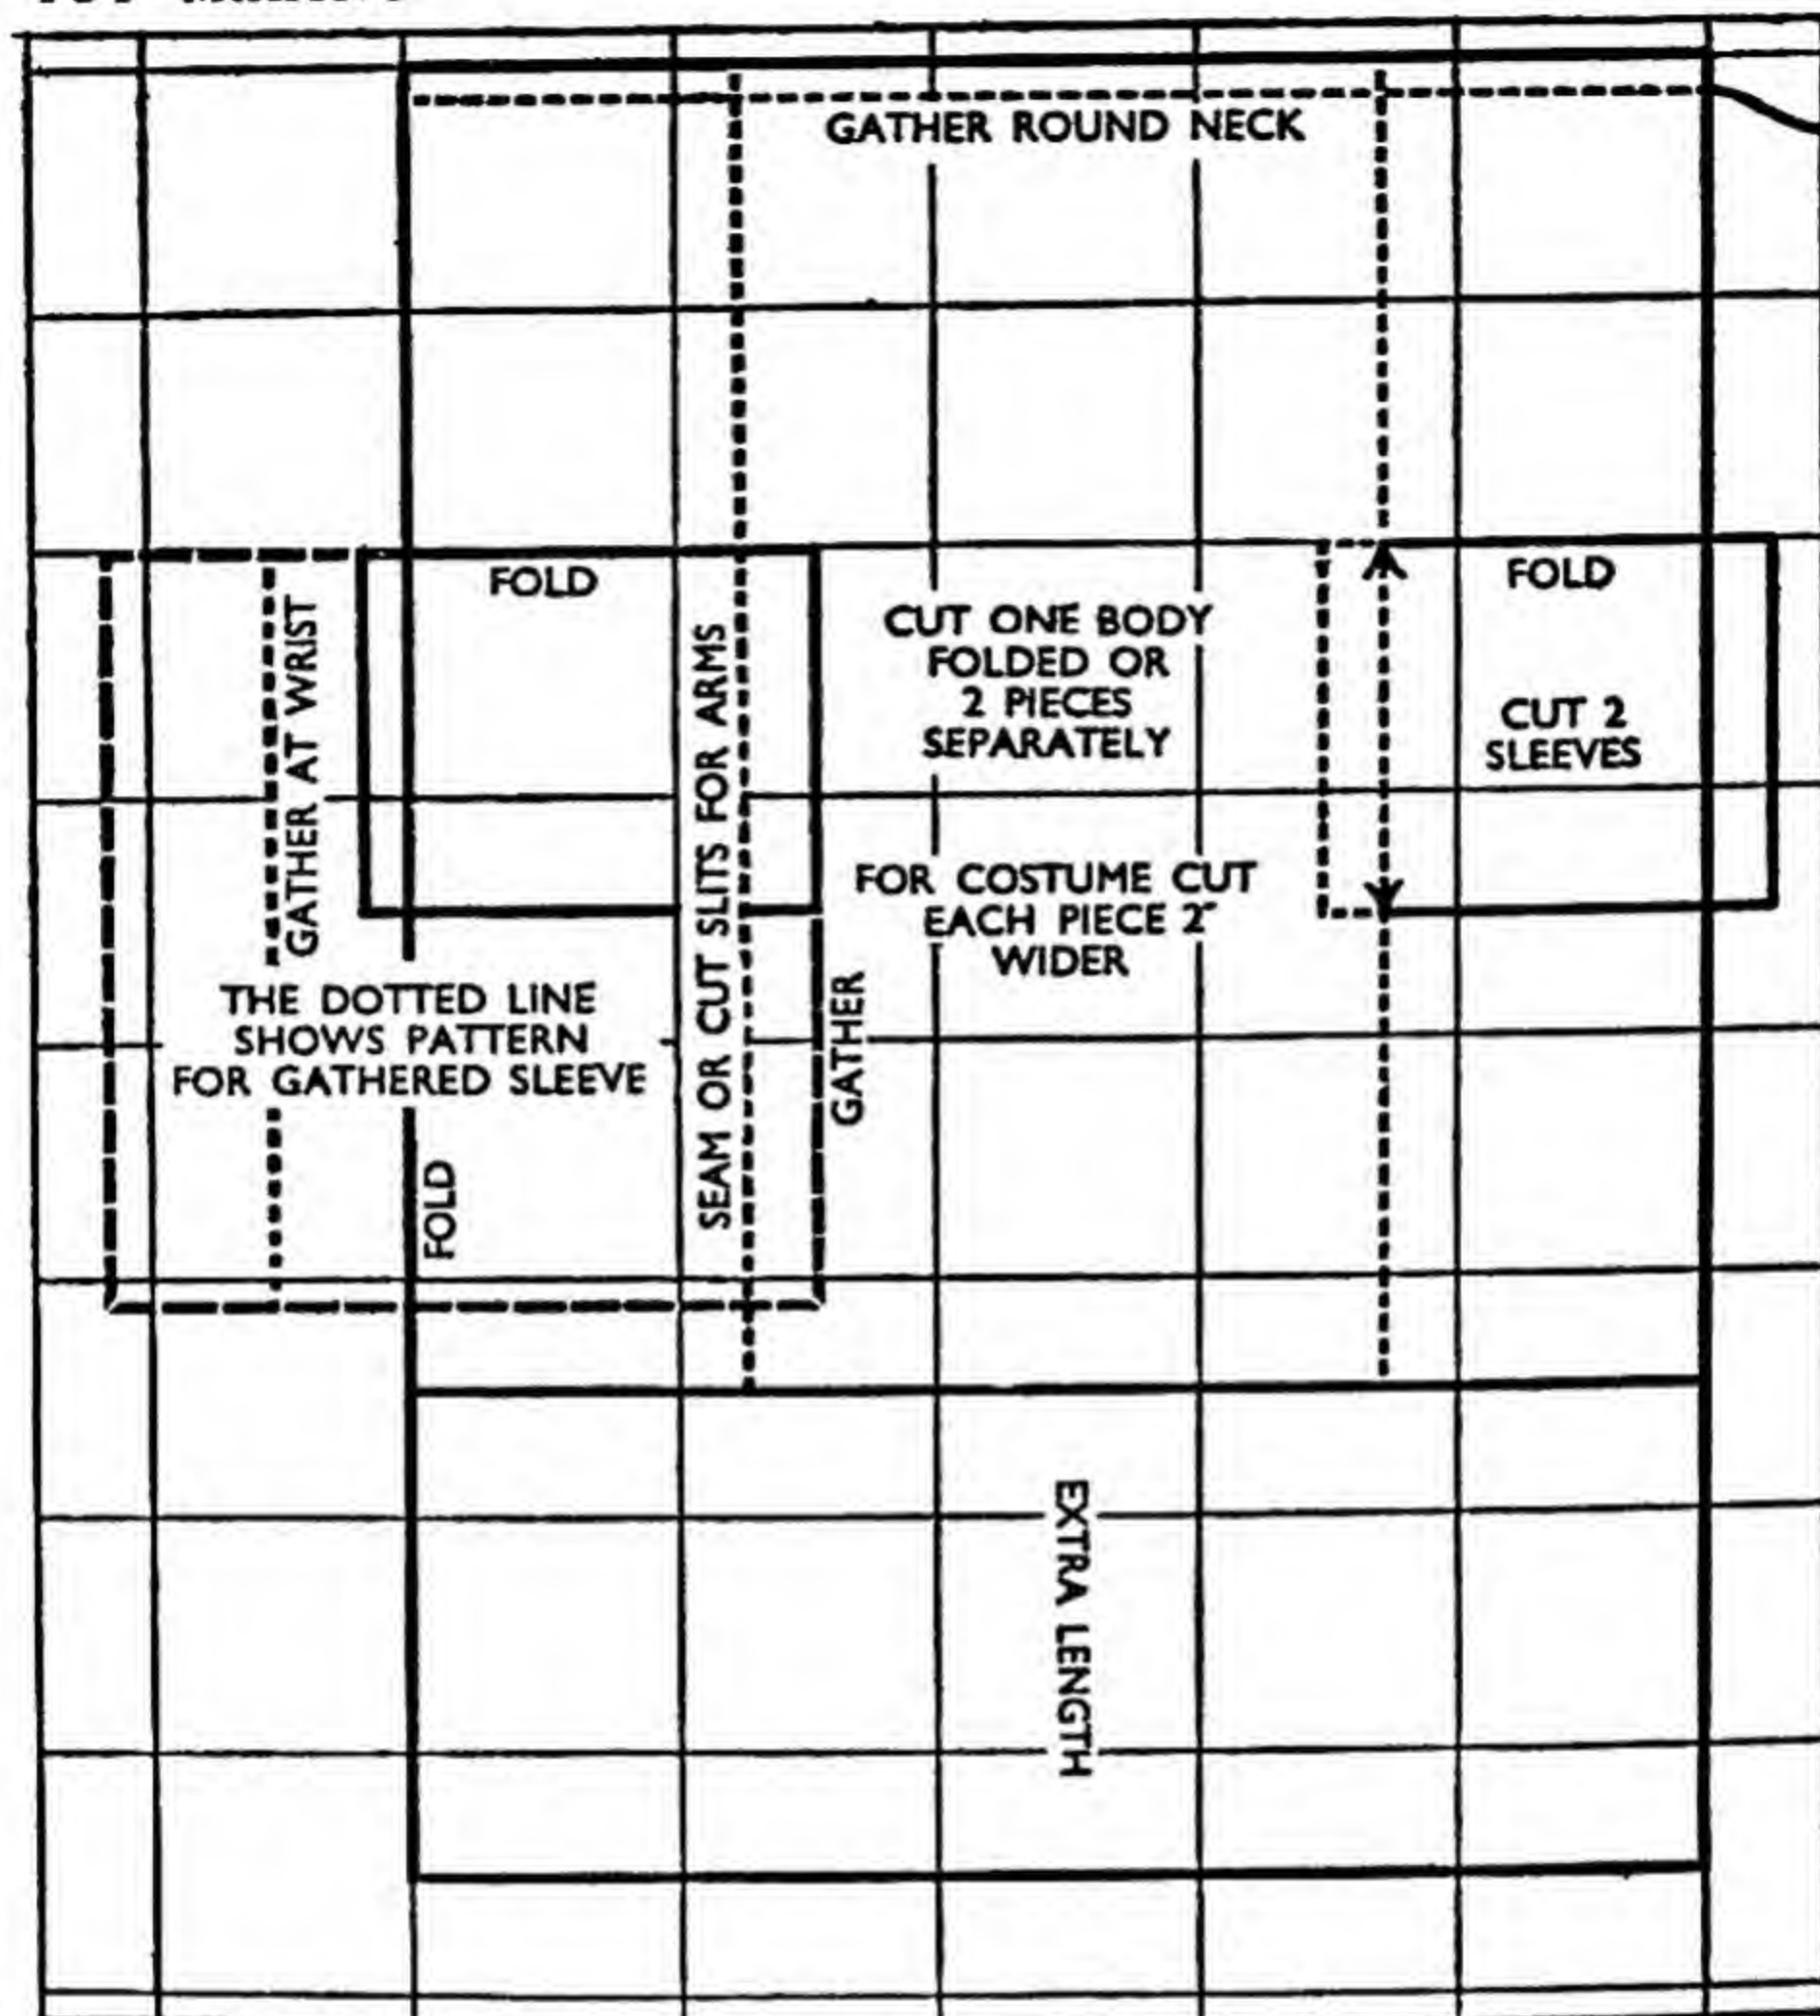 GATHER ROUND NECK
FOLD
FOLD
GATHER AT WRIST
SEAM OR CUT SLITS FOR ARMS
CUT ONE BODY
FOLDED OR
2 PIECES
SEPARATELY
CUT 2
SLEEVES
FOR COSTUME CUT
EACH PIECE 2"
WIDER
THE DOTTED LINE
SHOWS PATTERN
FOR GATHERED SLEEVE
GATHER
FOLD
EXTRA LENGTH